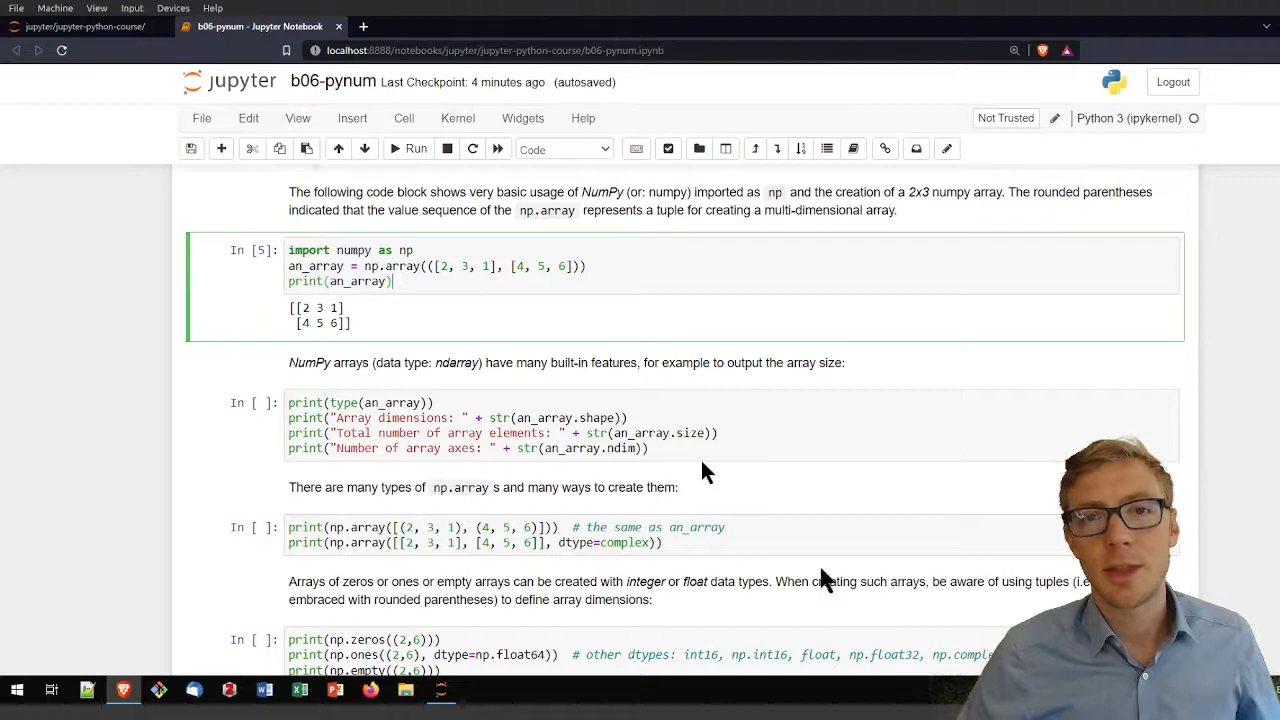 File Machine View Input Devices Help
jupyter/jupyter-python-course/
b06-pynum - Jupyter Notebook
localhost:8888/notebooks/jupyter/jupyter-python-course/b06-pynum.ipynb
jupyter b06-pynum Last Checkpoint: 4 minutes ago (autosaved)
Logout
File Edit View Insert Cell Kernel Widgets Help
Not Trusted
Python 3 (ipykernel)
Run
Code
The following code block shows very basic usage of NumPy (or: numpy) imported as np and the creation of a 2x3 numpy array. The rounded parentheses
indicated that the value sequence of the np.array represents a tuple for creating a multi-dimensional array.
In [5]: import numpy as np
an_array = np.array(([2, 3, 1], [4, 5, 6]))
print(an_array)
[[2 3 1]
[4 5 6]]
NumPy arrays (data type: ndarray) have many built-in features, for example to output the array size:
In [ ]: print(type(an_array))
print("Array dimensions: " + str(an_array.shape))
print("Total number of array elements: " + str(an_array.size))
print("Number of array axes: " + str(an_array.ndim))
There are many types of np.array s and many ways to create them:
In [ ]: print(np.array([(2, 3, 1), (4, 5, 6)])) # the same as an_array
print(np.array([[2, 3, 1], [4, 5, 6]], dtype=complex))
Arrays of zeros or ones or empty arrays can be created with integer or float data types. When creating such arrays, be aware of using tuples (i.e
embraced with rounded parentheses) to define array dimensions:
In [ ]: print(np.zeros((2,6)))
print(np.ones((2,6), dtype=np.float64)) # other dtypes: int16, np.int16, float, np.float32, np.comple
print(np.empty((2,6)))